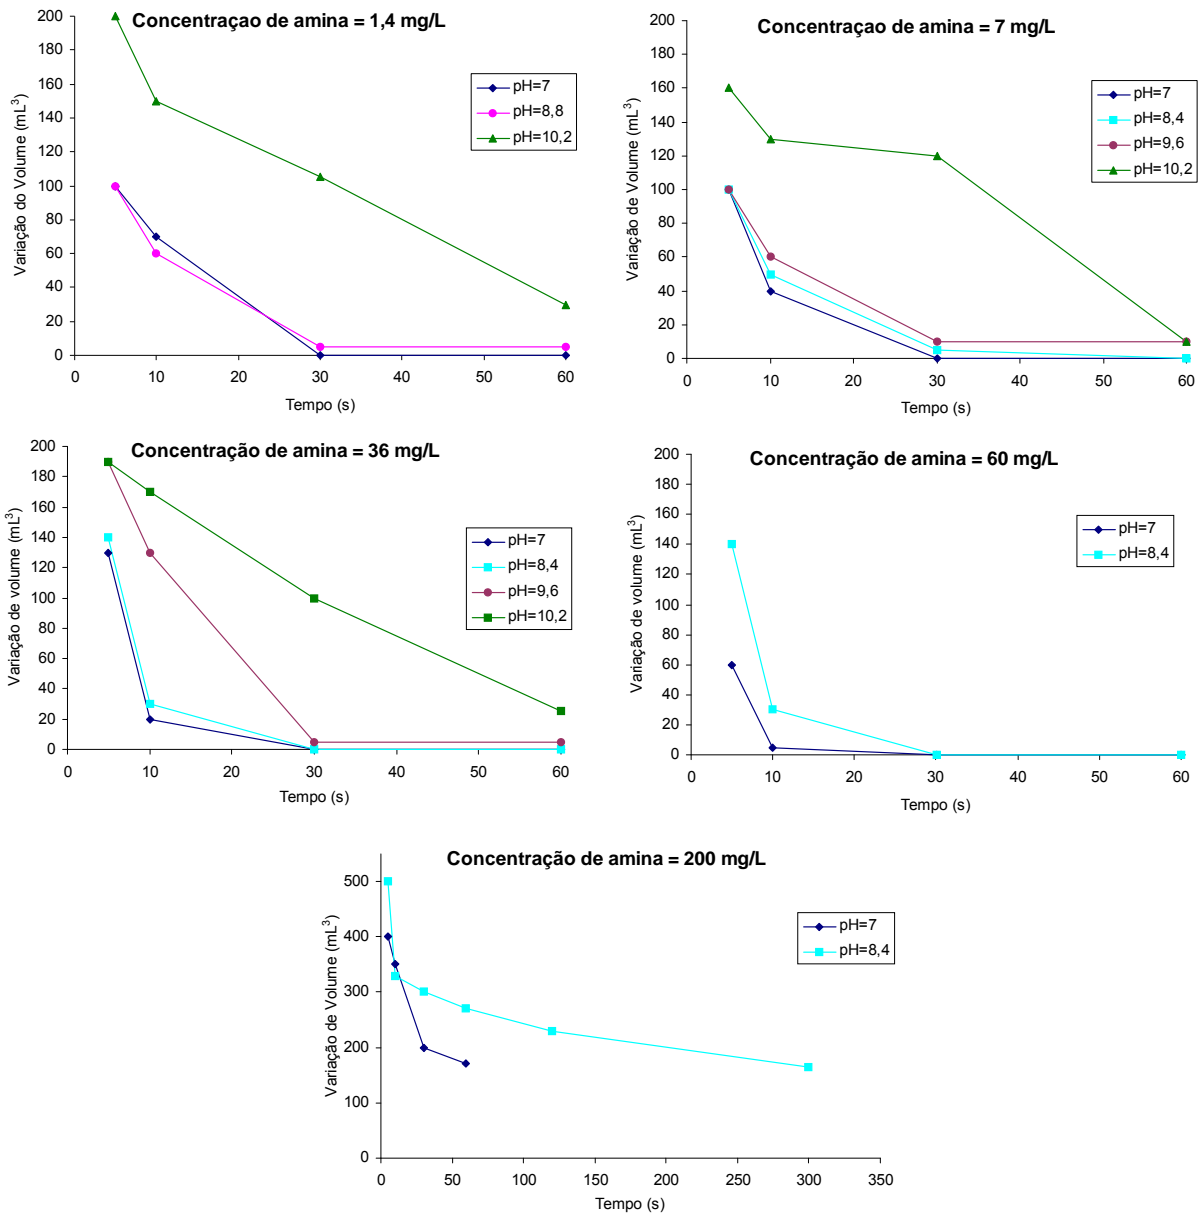 Concentraçao de amina = 1,4 mg/L
Variação do Volume (mL³)
200
180
160
140
120
100
80
60
40
20
0
0 10 20 30 40 50 60
Tempo (s)
pH=7
pH=8,8
pH=10,2
Concentraçao de amina = 7 mg/L
Variação de Volume (mL³)
200
180
160
140
120
100
80
60
40
20
0
0 10 20 30 40 50 60
Tempo (s)
pH=7
pH=8,4
pH=9,6
pH=10,2
Concentração de amina = 36 mg/L
Variação de volume (mL³)
200
180
160
140
120
100
80
60
40
20
0
0 10 20 30 40 50 60
Tempo (s)
pH=7
pH=8,4
pH=9,6
pH=10,2
Concentração de amina = 60 mg/L
Variação de volume (mL³)
200
180
160
140
120
100
80
60
40
20
0
0 10 20 30 40 50 60
Tempo (s)
pH=7
pH=8,4
Concentração de amina = 200 mg/L
Variação de Volume (mL³)
500
400
300
200
100
0
0 50 100 150 200 250 300 350
Tempo (s)
pH=7
pH=8,4